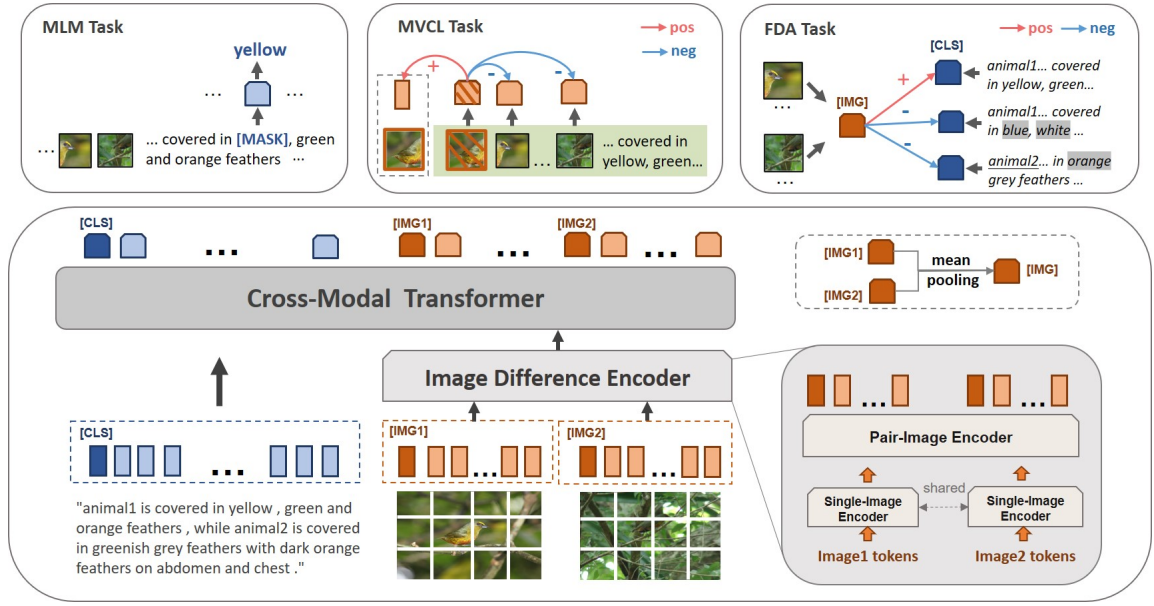 MLM Task
yellow
... ...
... ... covered in [MASK], green
and orange feathers ...
MVCL Task
pos
neg
+ - -
... ... covered in
yellow, green...
FDA Task
pos neg
[CLS]
...
[IMG]
...
+
-
-
animal1... covered
in yellow, green...
animal1... covered
in blue, white ...
animal2... in orange
grey feathers ...
[CLS] ... [IMG1] ... [IMG2] ...
Cross-Modal Transformer
[IMG1]
[IMG2]
mean
pooling
[IMG]
Image Difference Encoder
[CLS] ...
[IMG1] ...
[IMG2] ...
"animal1 is covered in yellow , green and
orange feathers , while animal2 is covered
in greenish grey feathers with dark orange
feathers on abdomen and chest ."
... ...
Pair-Image Encoder
Single-Image
Encoder
shared
Single-Image
Encoder
Image1 tokens
Image2 tokens